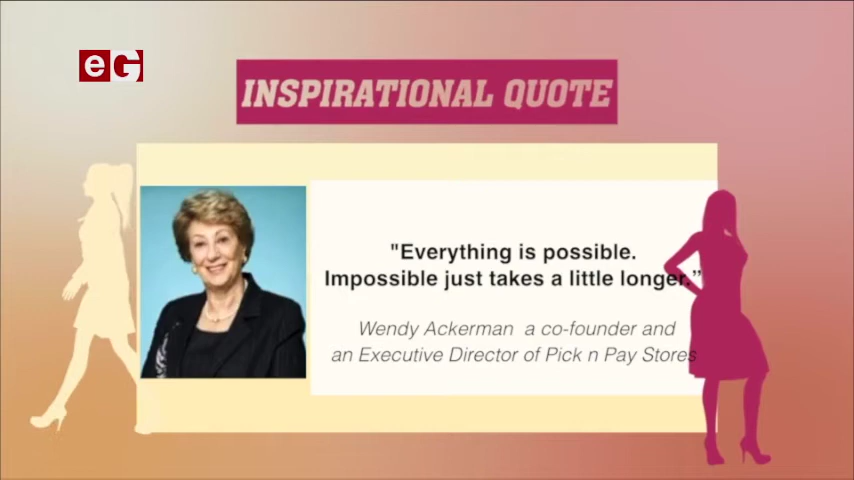 eG
INSPIRATIONAL QUOTE
"Everything is possible.
Impossible just takes a little longer.”
Wendy Ackerman a co-founder and
an Executive Director of Pick n Pay Stores